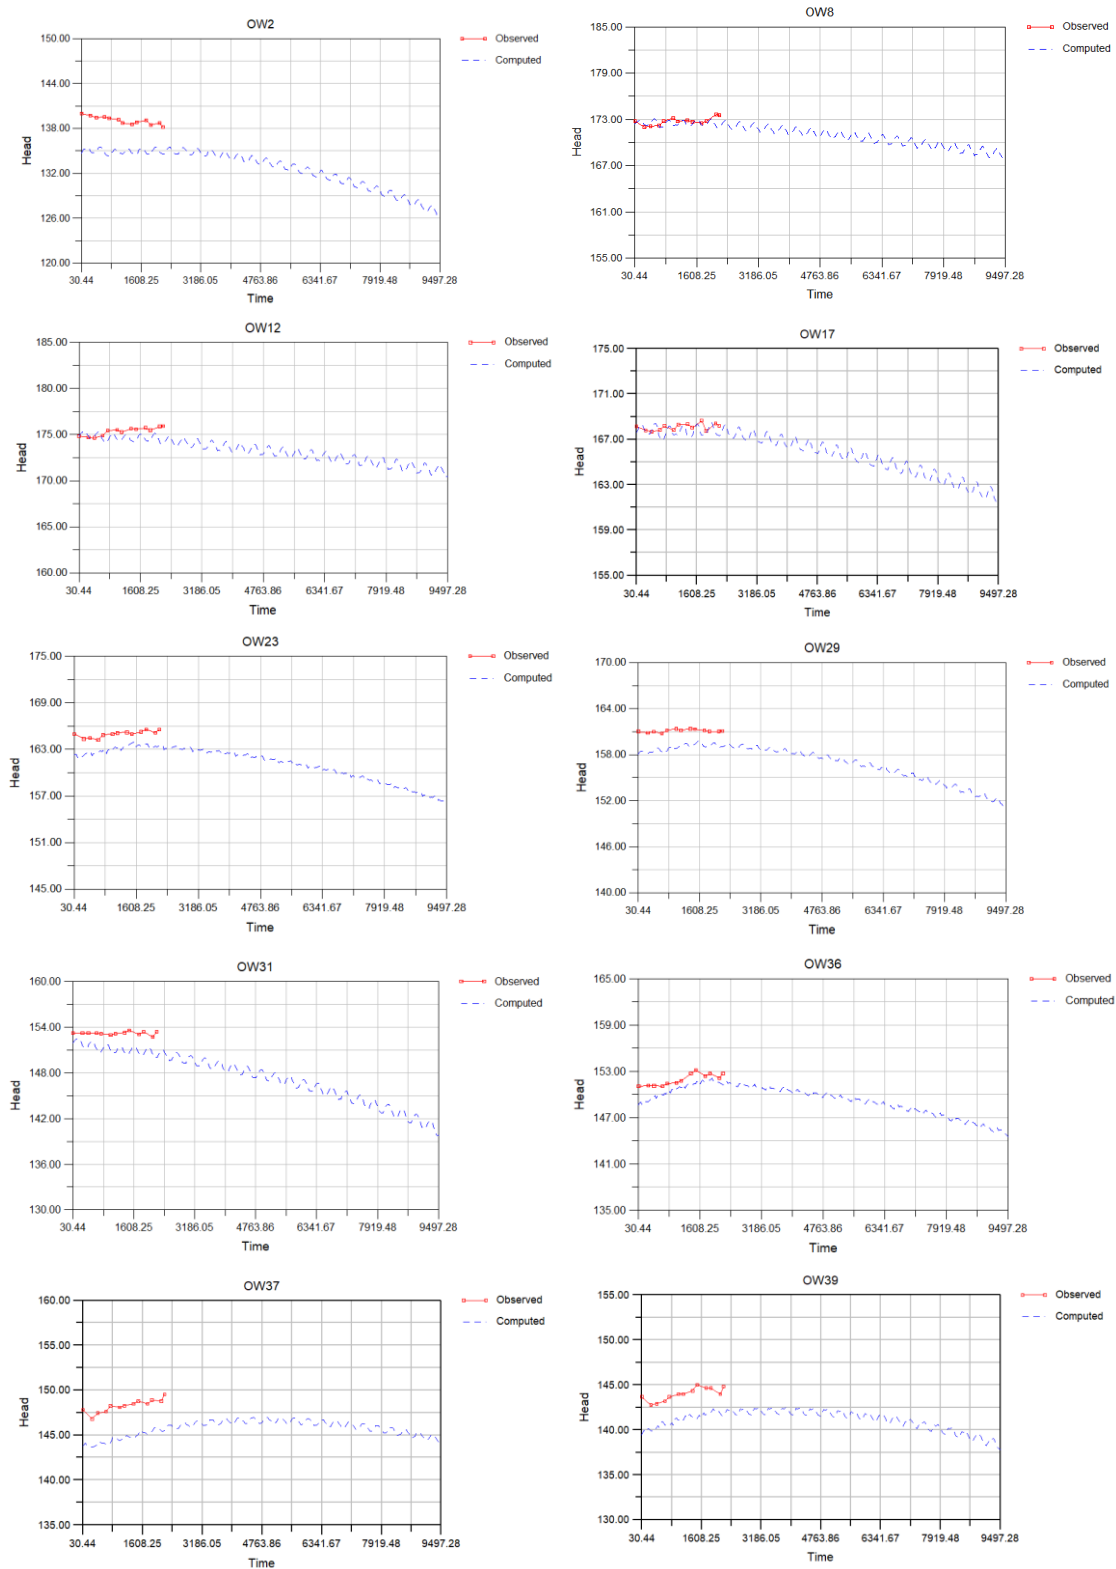 OW2
150.00
144.00
138.00
132.00
126.00
120.00
Head
30.44 1608.25 3186.05 4763.86 6341.67 7919.48 9497.28
Time
Observed
Computed
OW8
185.00
179.00
173.00
167.00
161.00
155.00
Head
30.44 1608.25 3186.05 4763.86 6341.67 7919.48 9497.28
Time
Observed
Computed
OW12
185.00
180.00
175.00
170.00
165.00
160.00
Head
30.44 1608.25 3186.05 4763.86 6341.67 7919.48 9497.28
Time
Observed
Computed
OW17
175.00
171.00
167.00
163.00
159.00
155.00
Head
30.44 1608.25 3186.05 4763.86 6341.67 7919.48 9497.28
Time
Observed
Computed
OW23
175.00
169.00
163.00
157.00
151.00
145.00
Head
30.44 1608.25 3186.05 4763.86 6341.67 7919.48 9497.28
Time
Observed
Computed
OW29
170.00
164.00
158.00
152.00
146.00
140.00
Head
30.44 1608.25 3186.05 4763.86 6341.67 7919.48 9497.28
Time
Observed
Computed
OW31
160.00
154.00
148.00
142.00
136.00
130.00
Head
30.44 1608.25 3186.05 4763.86 6341.67 7919.48 9497.28
Time
Observed
Computed
OW36
165.00
159.00
153.00
147.00
141.00
135.00
Head
30.44 1608.25 3186.05 4763.86 6341.67 7919.48 9497.28
Time
Observed
Computed
OW37
160.00
155.00
150.00
145.00
140.00
135.00
Head
30.44 1608.25 3186.05 4763.86 6341.67 7919.48 9497.28
Time
Observed
Computed
OW39
155.00
150.00
145.00
140.00
135.00
130.00
Head
30.44 1608.25 3186.05 4763.86 6341.67 7919.48 9497.28
Time
Observed
Computed